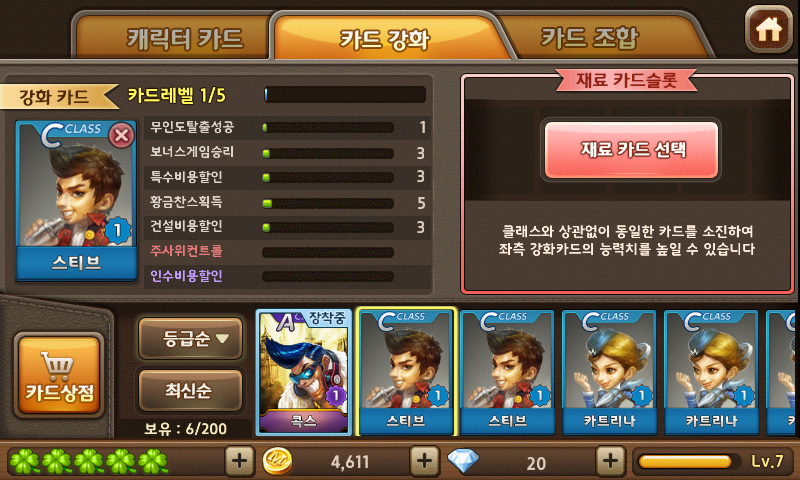 캐릭터 카드
카드 강화
카드 조합
강화 카드
카드레벨 1/5
재료 카드슬롯
C CLASS
1
스티브
무인도탈출성공 1
보너스게임승리 3
특수비용할인 3
황금찬스획득 5
건설비용할인 3
주사위컨트롤
인수비용할인
재료 카드 선택
클래스와 상관없이 동일한 카드를 소진하여
좌측 강화카드의 능력치를 높일 수 있습니다
카드상점
등급순
최신순
보유 : 6/200
A
장착중
1
콕스
C CLASS
1
스티브
C CLASS
1
스티브
C CLASS
1
카트리나
C CLASS
1
카트리나
C
4,611
20
Lv.7